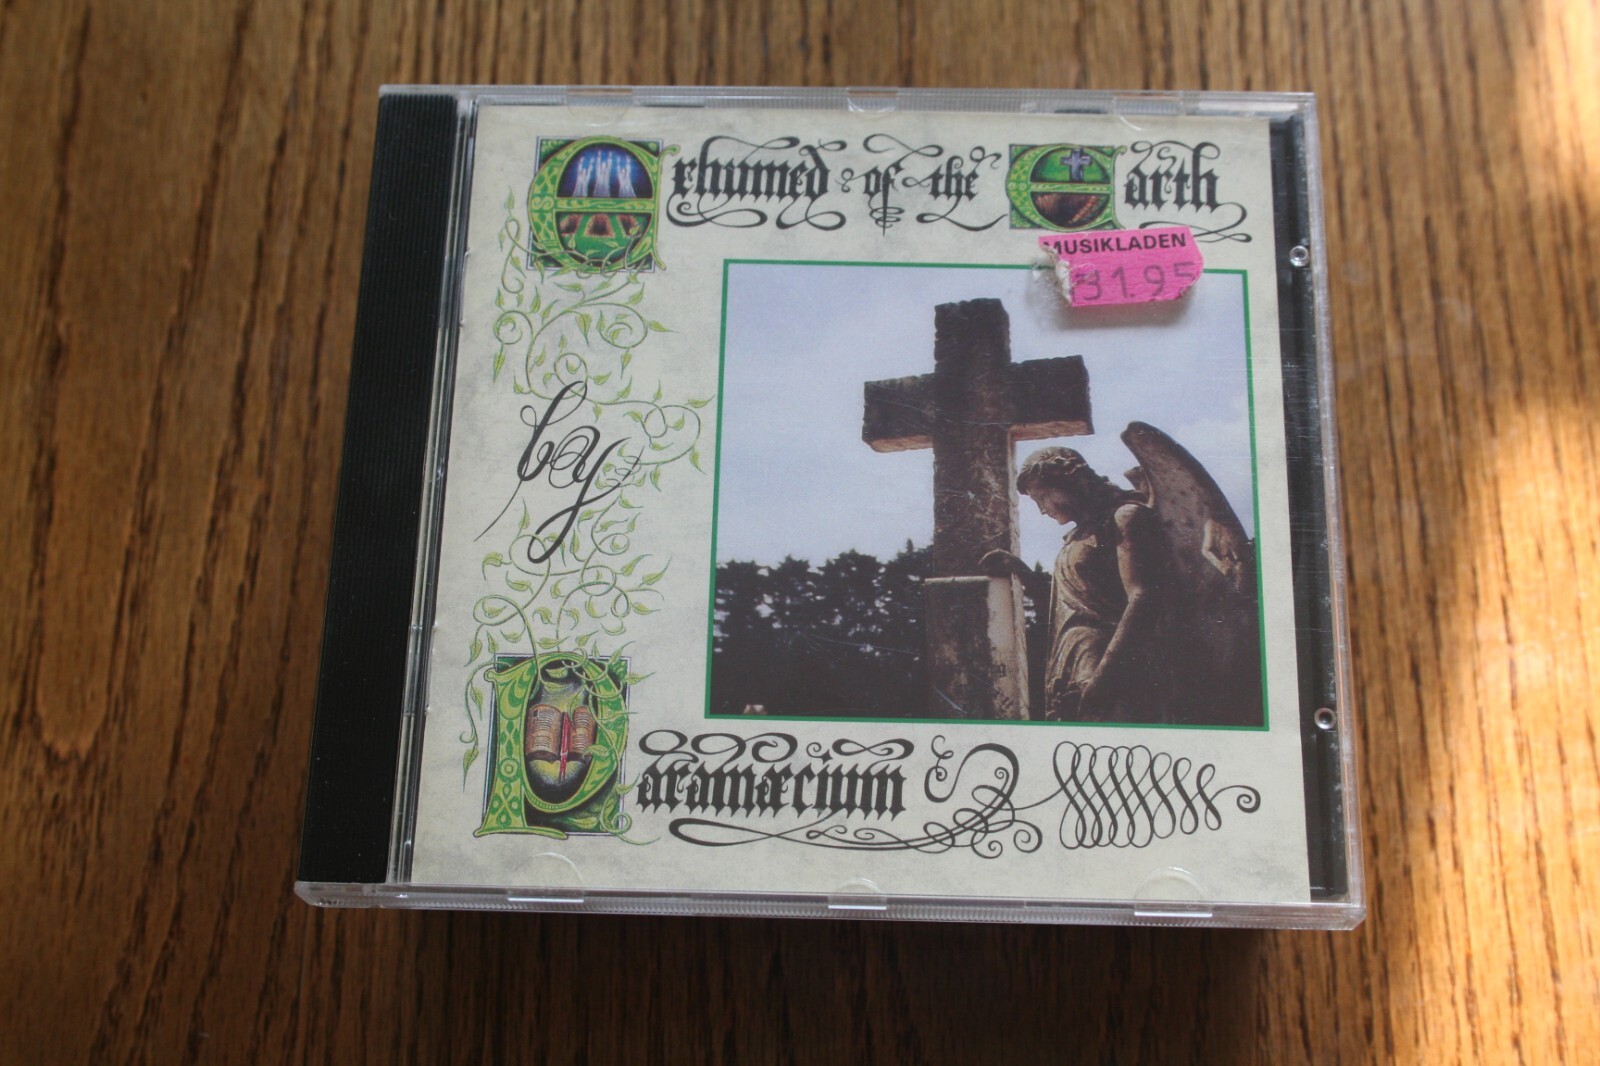 Exhumed of the Earth
MUSIKLADEN
31.95
by
Paramæcium